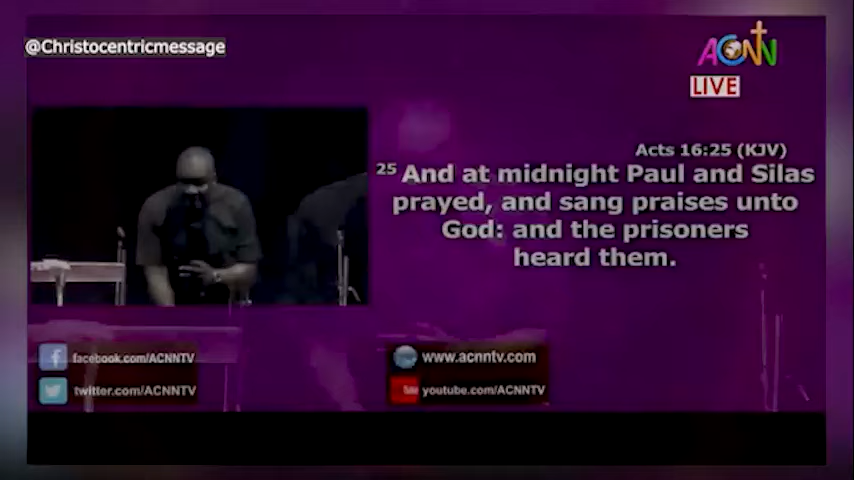 @Christocentricmessage
ACNN
LIVE
Acts 16:25 (KJV)
25 And at midnight Paul and Silas
prayed, and sang praises unto
God: and the prisoners
heard them.
facebook.com/ACNNTV
www.acnntv.com
twitter.com/ACNNTV
youtube.com/ACNNTV